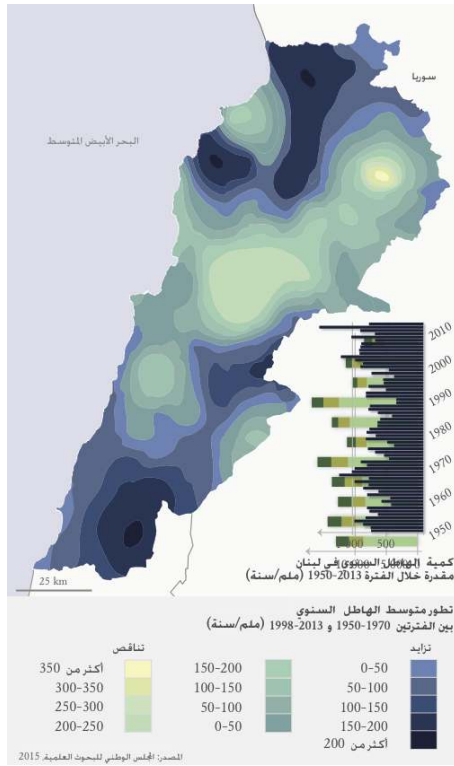 سوريا
البحر الأبيض المتوسط
2010
2000
1990
1980
1970
1960
1950
500
25 km
كمية الهاطل السنوي في لبنان
مقدرة خلال الفترة 2013-1950 (ملم/سنة)
تطور متوسط الهاطل السنوي
بين الفترتين 1970-1950 و 2013-1998 (ملم/سنة)
تزايد
0-50
50-100
100-150
150-200
أكثر من 200
150-200
100-150
50-100
0-50
تناقص
أكثر من 350
300-350
250-300
200-250
المصدر: المجلس الوطني للبحوث العلمية، 2015